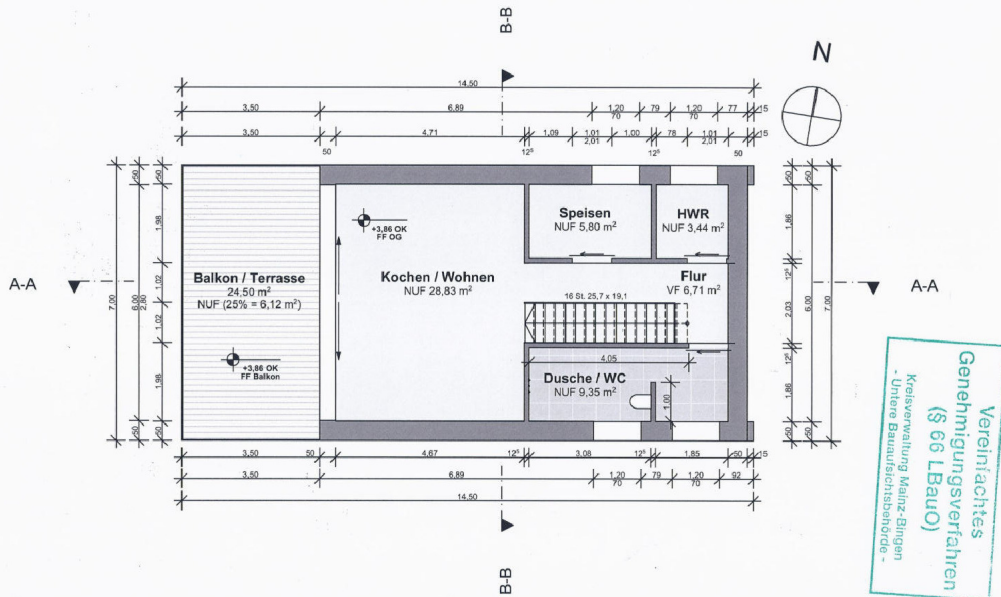 B-B
N
14.50
3,50 6,89 1,20 79 1,20 77 15
70 70
3,50 4,71 1,09 1,01 1,00 78 1,01 15
2,01 2,01
50 12⁵ 12⁵ 50
Speisen
NUF 5,80 m²
HWR
NUF 3,44 m²
+3,86 OK
FF OG
Balkon / Terrasse
24,50 m²
NUF (25% = 6,12 m²)
Kochen / Wohnen
NUF 28,83 m²
Flur
VF 6,71 m²
A-A
A-A
16 St. 25,7 x 19,1
4,05
+3,86 OK
FF Balkon
Dusche / WC
NUF 9,35 m²
1,00
7,00
50 6,00 50
2,80
50 1,98 1,02 1,02 1,98 50
50 1,86 12⁵ 2,03 12⁵ 1,86 50
50 6,00 50
7,00
3,50 50 4,67 12⁵ 3,08 12⁵ 1,85 50 15
3,50 6,89 1,20 79 1,20 92
70 70
14.50
B-B
Vereinfachtes
Genehmigungsverfahren
(§ 66 LBauO)
Kreisverwaltung Mainz-Bingen
- Untere Bauaufsichtsbehörde -